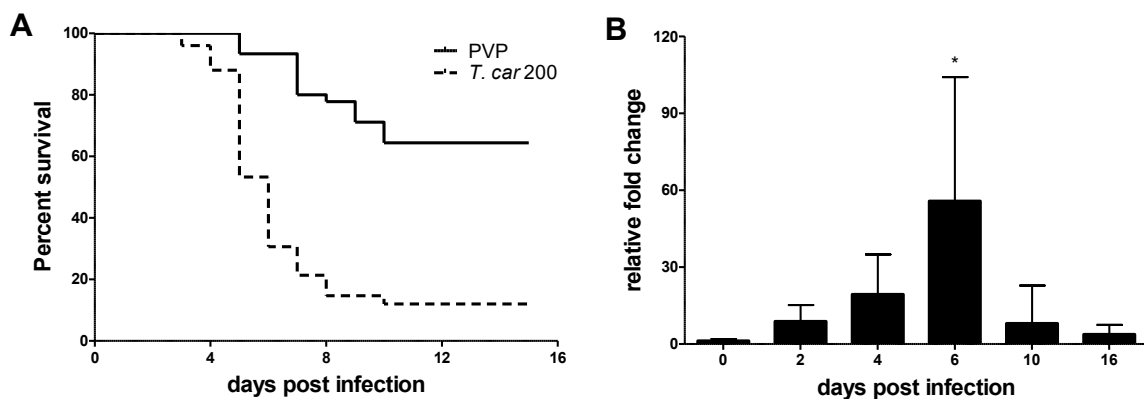 A
100
80
60
40
20
0
Percent survival
PVP
T. car 200
0 4 8 12 16
days post infection
B
120
90
60
30
0
relative fold change
*
0 2 4 6 10 16
days post infection